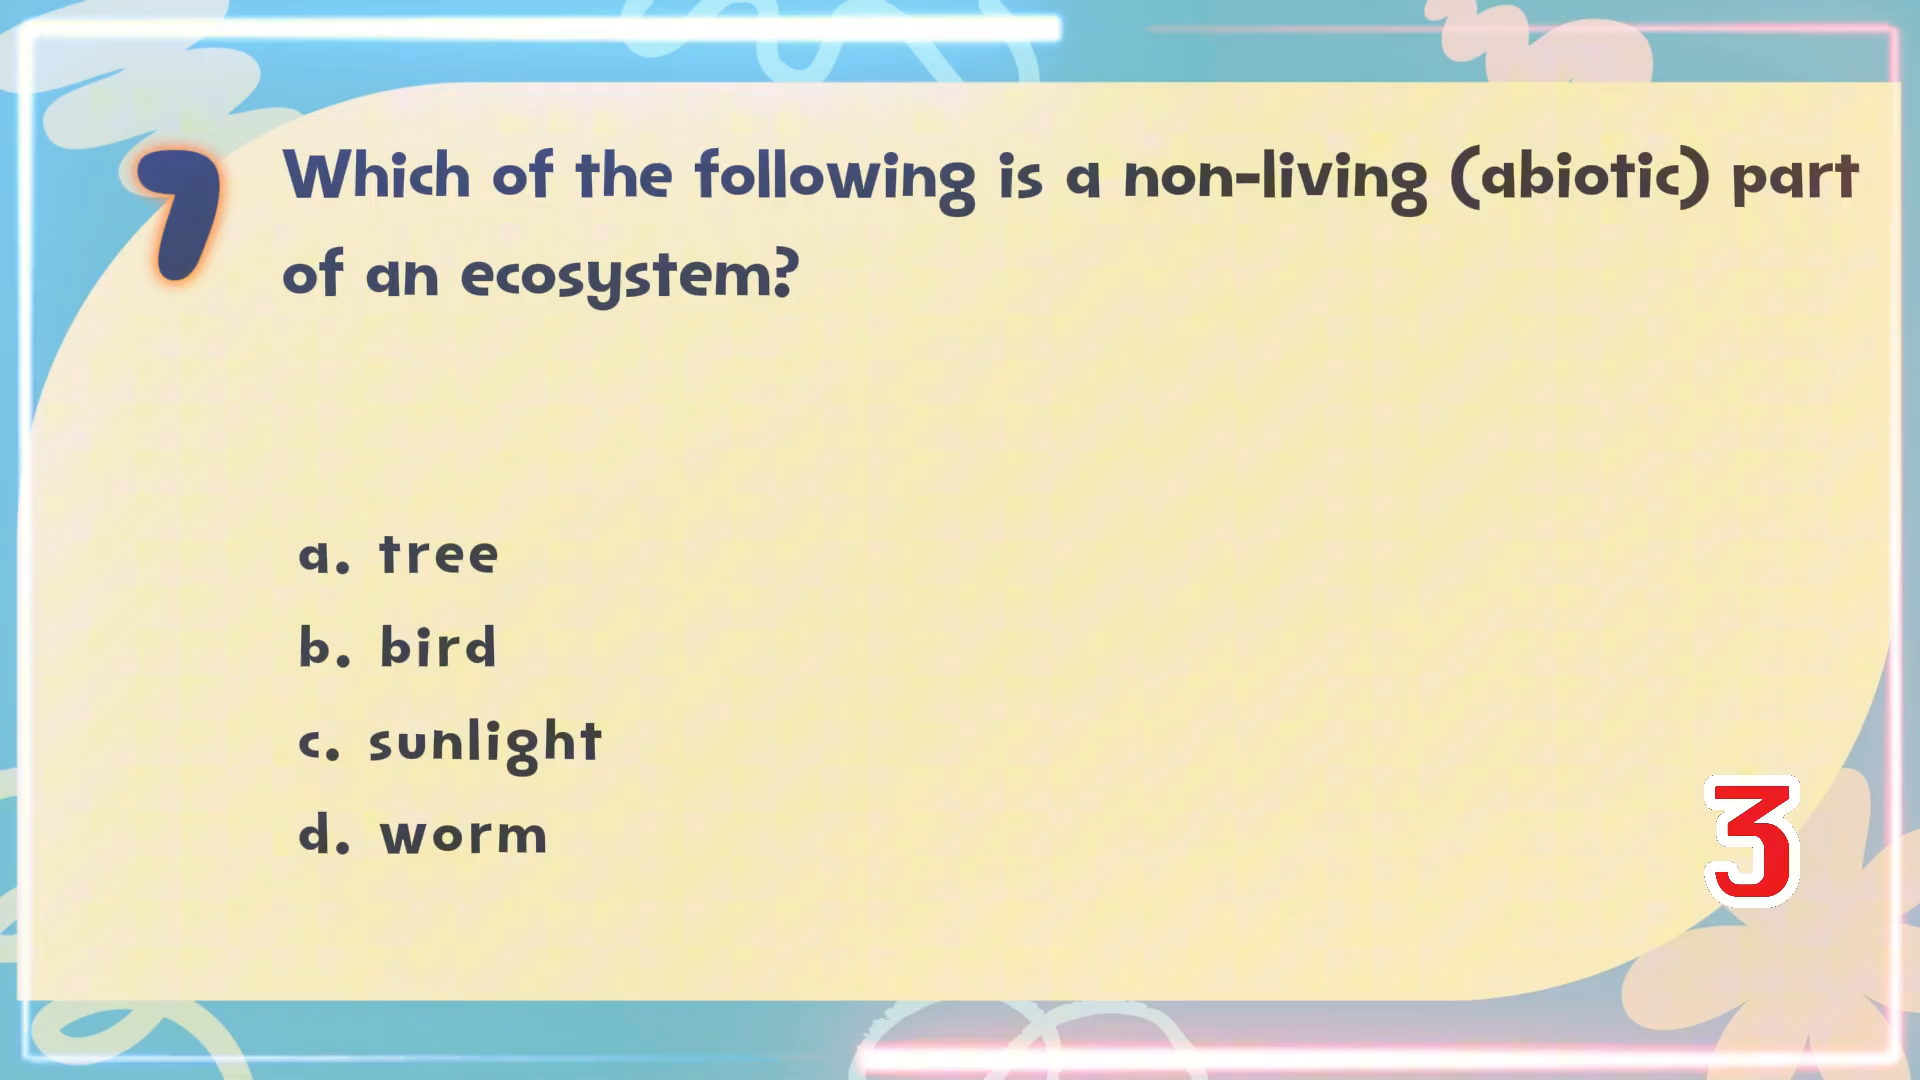 7
Which of the following is a non-living (abiotic) part
of an ecosystem?
a. tree
b. bird
c. sunlight
d. worm
3